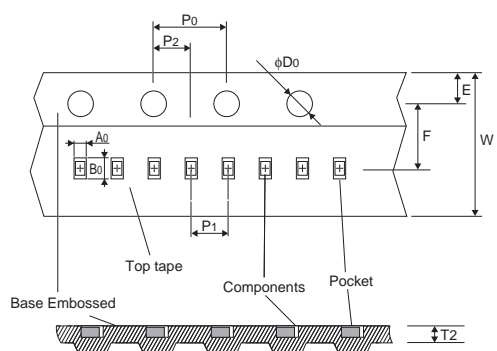 P0
P2
φD0
E
F
W
A0
B0
P1
Top tape
Components
Pocket
Base Embossed
T2